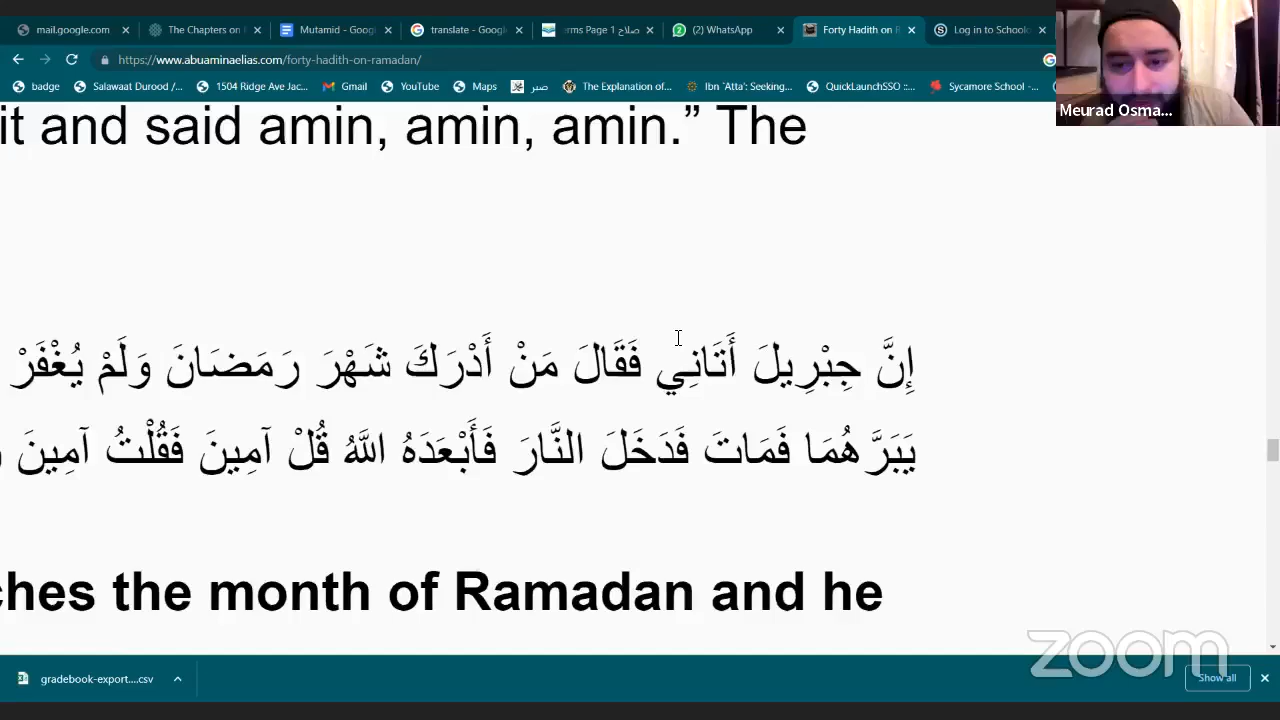 mail.google.com
The Chapters on
Mutamid - Goog
translate - Google
صلاح Page 1
(2) WhatsApp
Forty Hadith on R
Log in to Schoolo
https://www.abuaminaelias.com/forty-hadith-on-ramadan/
badge
Salawaat Durood /...
1504 Ridge Ave Jac...
Gmail
YouTube
Maps
صبر
The Explanation of...
Ibn `Atta': Seeking...
QuickLaunchSSO ::...
Sycamore School -...
Meurad Osma...
it and said amin, amin, amin.” The
إِنَّ جِبْرِيلَ أَتَانِي فَقَالَ مَنْ أَدْرَكَ شَهْرَ رَمَضَانَ وَلَمْ يُغْفَرْ
يَبَرَّهُمَا فَمَاتَ فَدَخَلَ النَّارَ فَأَبْعَدَهُ اللَّهُ قُلْ آمِينَ فَقُلْتُ آمِينَ
ches the month of Ramadan and he
zoom
gradebook-export....csv
Show all